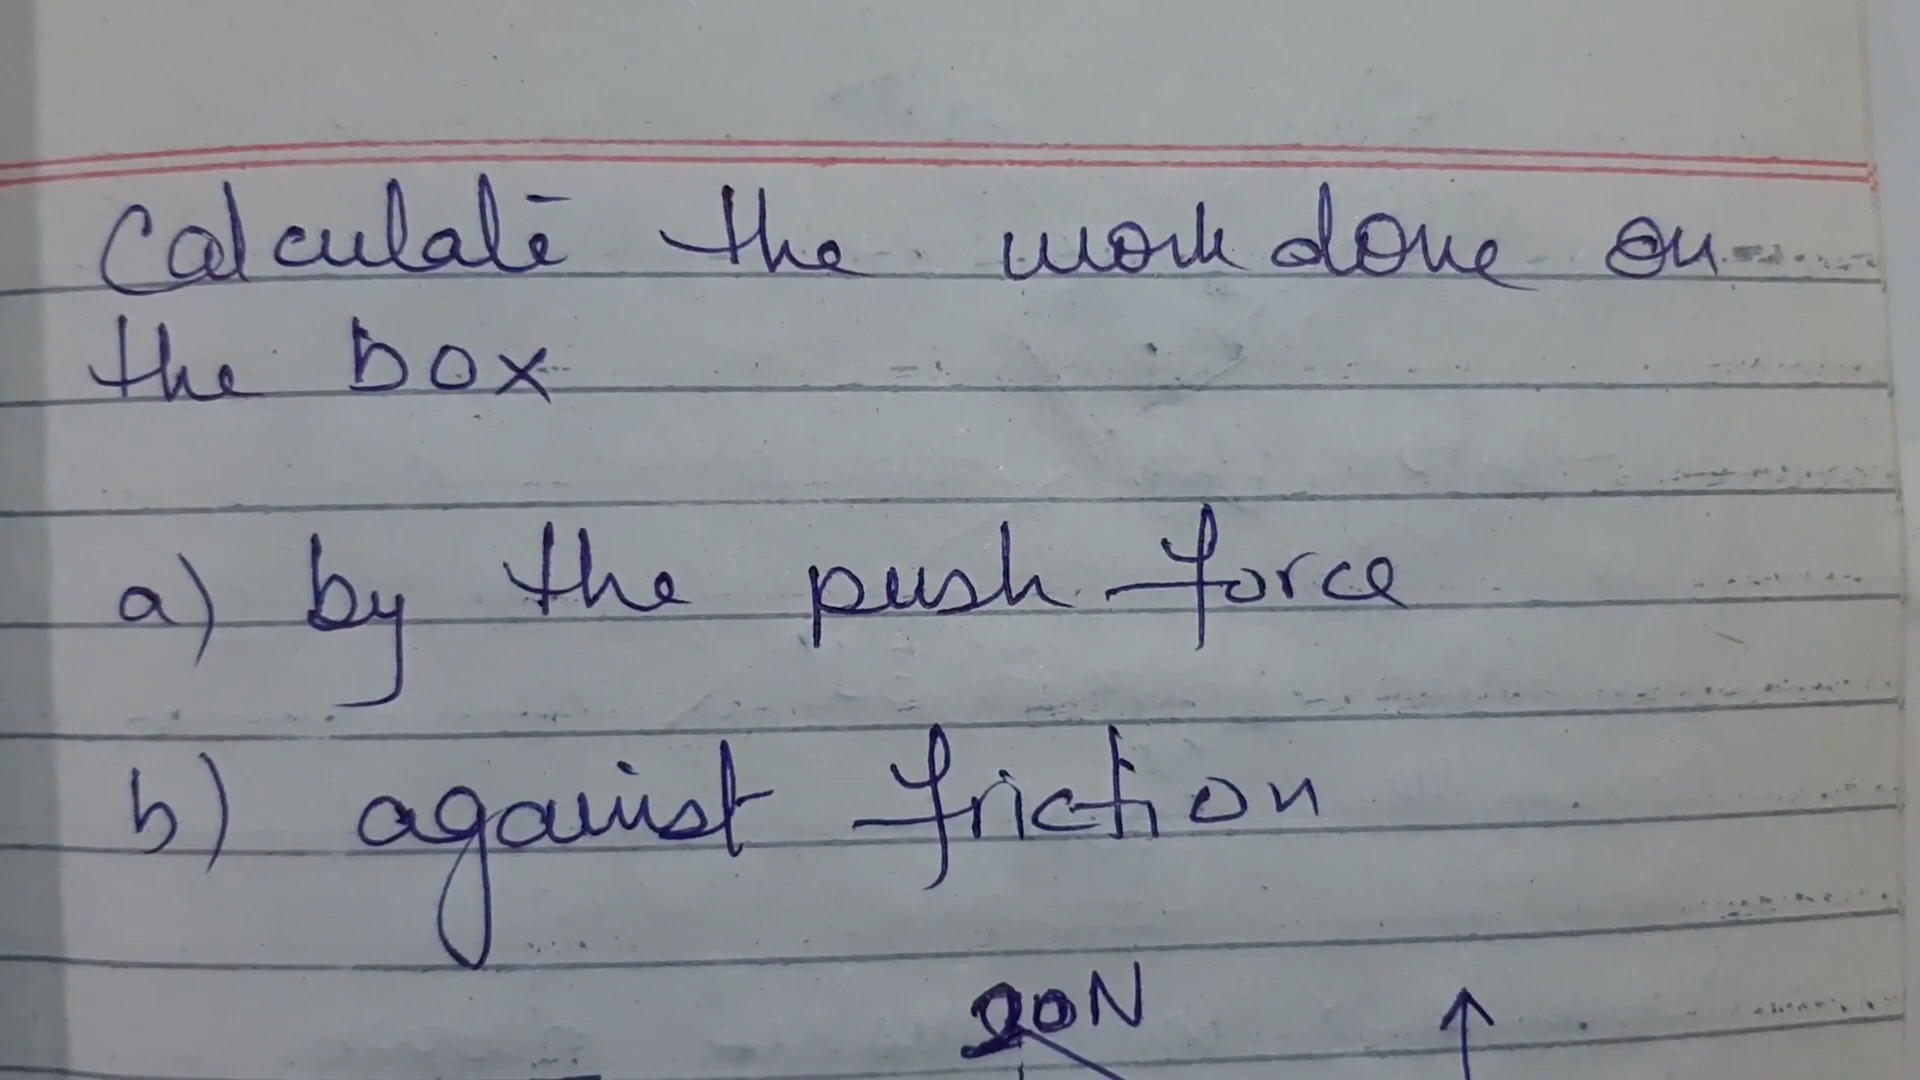 Calculate the work done on
the box
a) by the push force
b) against friction
20N